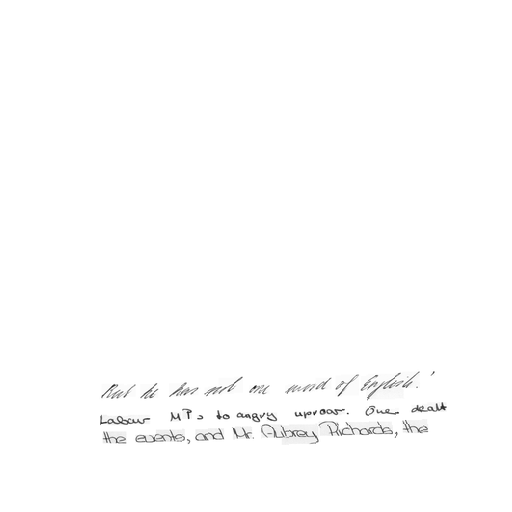 But he has not one word of English.'
Labour MPs to angry uproar. One dealt
the events, and Mr. Aubrey Richards, the